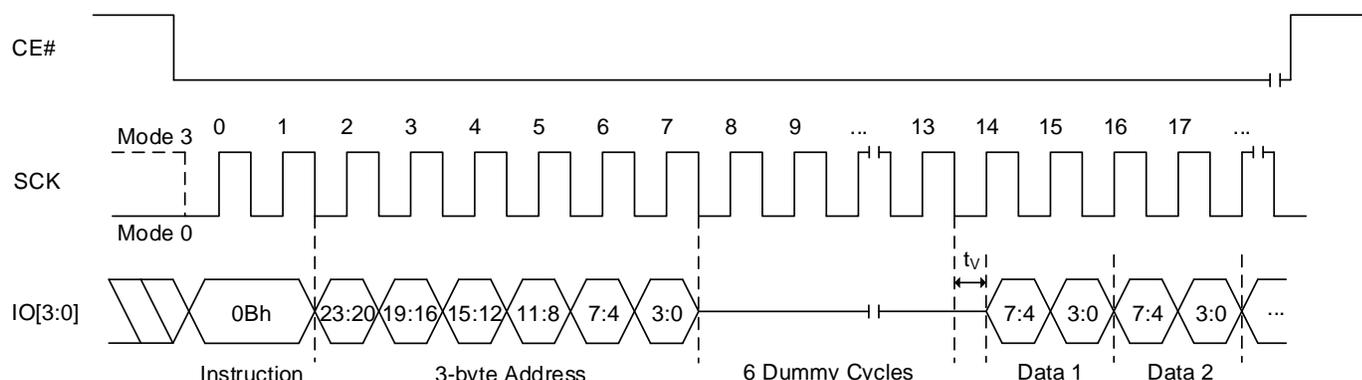 CE#
0 1 2 3 4 5 6 7 8 9 ... 13 14 15 16 17 ...
Mode 3
SCK
Mode 0
tV
IO[3:0] 0Bh 23:20 19:16 15:12 11:8 7:4 3:0 7:4 3:0 7:4 3:0 ...
Instruction 3-byte Address 6 Dummy Cycles Data 1 Data 2